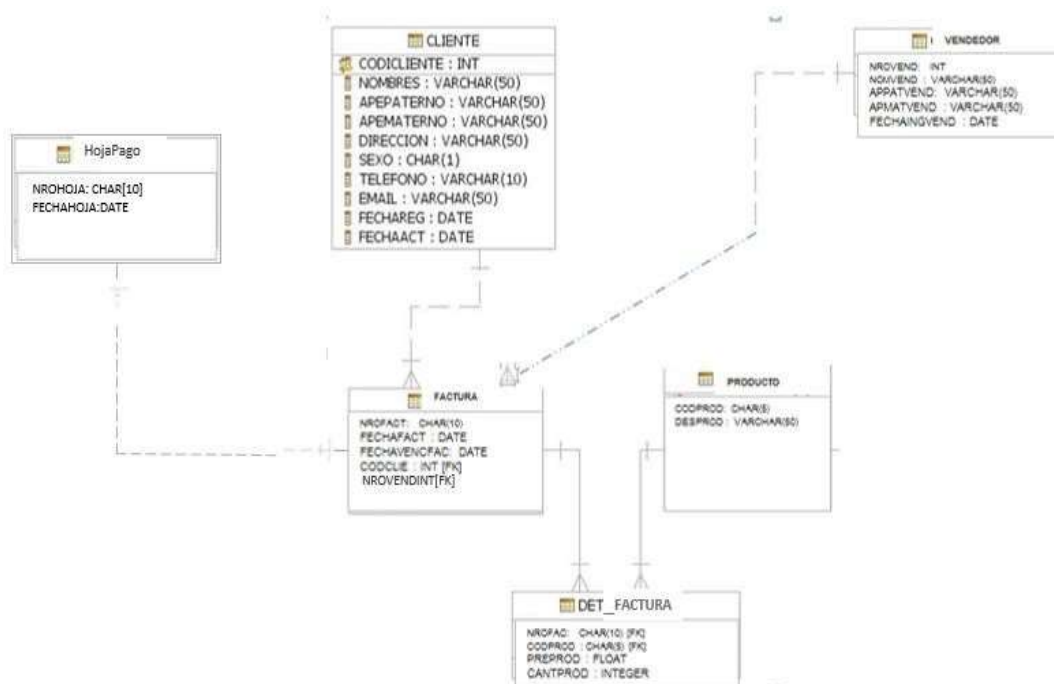 CLIENTE
CODICLIENTE : INT
NOMBRES : VARCHAR(50)
APEPATERNO : VARCHAR(50)
APEMATERNO : VARCHAR(50)
DIRECCION : VARCHAR(50)
SEXO : CHAR(1)
TELEFONO : VARCHAR(10)
EMAIL : VARCHAR(50)
FECHAREG : DATE
FECHAACT : DATE
VENDEDOR
NROVEND: INT
NOMVEND : VARCHAR(50)
APPATVEND: VARCHAR(50)
APMATVEND : VARCHAR(50)
FECHAINGVEND : DATE
HojaPago
NROHOJA: CHAR[10]
FECHAHOJA:DATE
FACTURA
NROFACT: CHAR(10)
FECHAFACT : DATE
FECHAVENCFAC: DATE
CODCLIE : INT [FK]
NROVENDINT[FK]
PRODUCTO
CODPROD: CHAR(5)
DESPROD : VARCHAR(50)
DET_FACTURA
NROFAC: CHAR(10) [FK]
CODPROD : CHAR(5) [FK]
PREPROD : FLOAT
CANTPROD : INTEGER